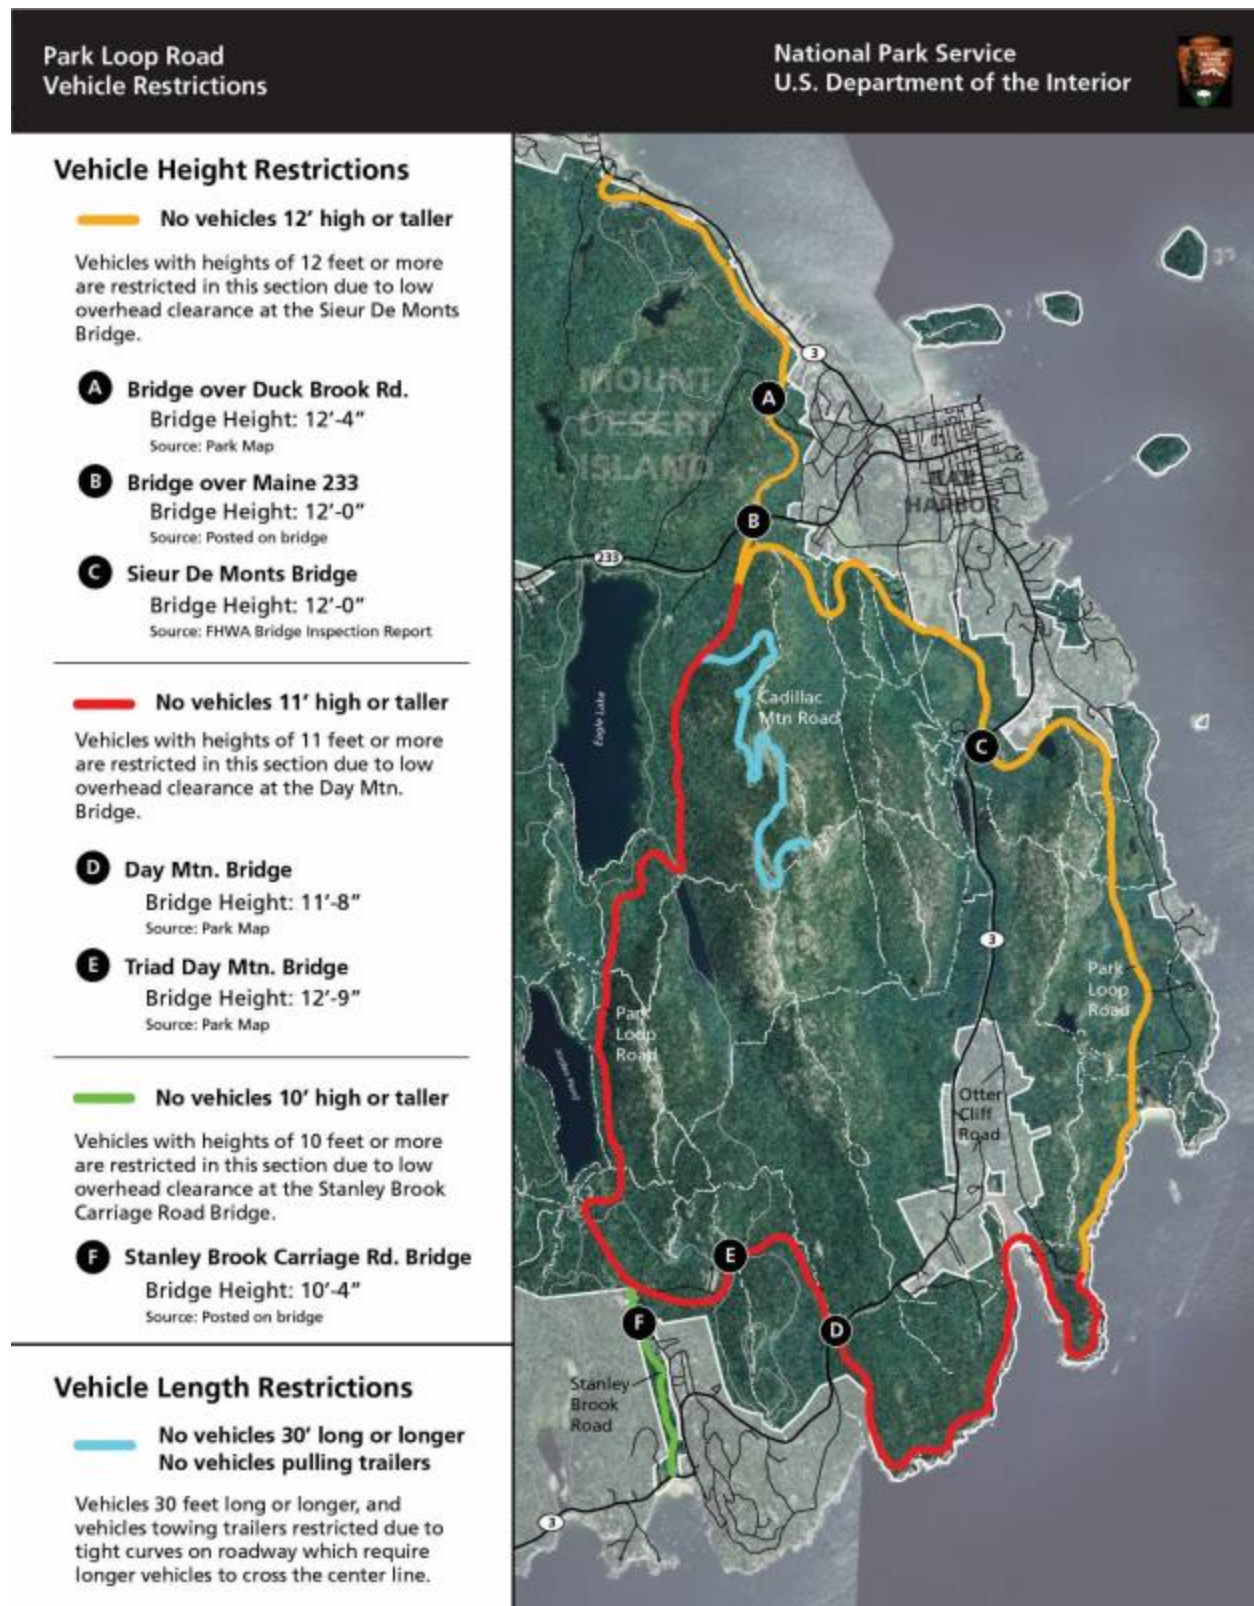 Park Loop Road
Vehicle Restrictions
National Park Service
U.S. Department of the Interior
Vehicle Height Restrictions
No vehicles 12’ high or taller
Vehicles with heights of 12 feet or more
are restricted in this section due to low
overhead clearance at the Sieur De Monts
Bridge.
A Bridge over Duck Brook Rd.
Bridge Height: 12’-4”
Source: Park Map
B Bridge over Maine 233
Bridge Height: 12’-0”
Source: Posted on bridge
C Sieur De Monts Bridge
Bridge Height: 12’-0”
Source: FHWA Bridge Inspection Report
No vehicles 11’ high or taller
Vehicles with heights of 11 feet or more
are restricted in this section due to low
overhead clearance at the Day Mtn.
Bridge.
D Day Mtn. Bridge
Bridge Height: 11’-8”
Source: Park Map
E Triad Day Mtn. Bridge
Bridge Height: 12’-9”
Source: Park Map
No vehicles 10’ high or taller
Vehicles with heights of 10 feet or more
are restricted in this section due to low
overhead clearance at the Stanley Brook
Carriage Road Bridge.
F Stanley Brook Carriage Rd. Bridge
Bridge Height: 10’-4”
Source: Posted on bridge
Vehicle Length Restrictions
No vehicles 30’ long or longer
No vehicles pulling trailers
Vehicles 30 feet long or longer, and
vehicles towing trailers restricted due to
tight curves on roadway which require
longer vehicles to cross the center line.
3
MOUNT
DESERT
ISLAND
A
BAR
HARBOR
B
233
Cadillac
Mtn Road
Eagle Lake
C
3
Park
Loop
Road
Park
Loop
Road
Jordan Pond
Otter
Cliff
Road
E
F
D
Stanley
Brook
Road
3